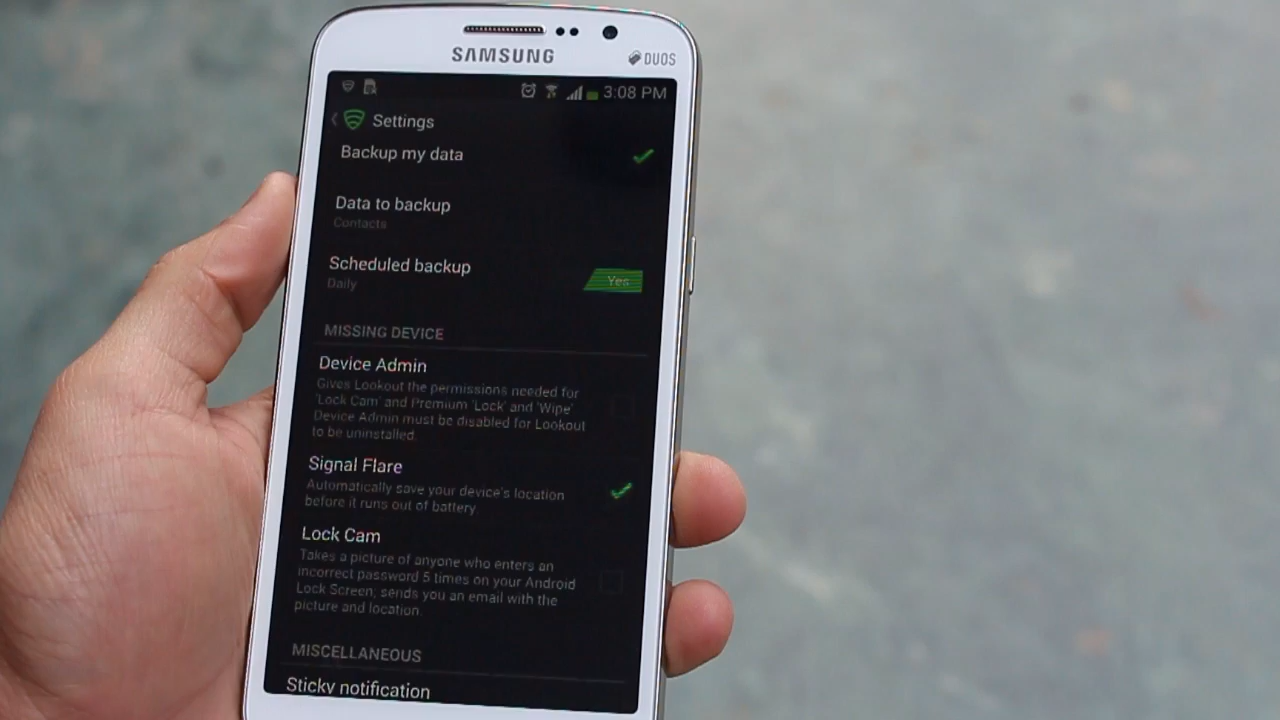 SAMSUNG
DUOS
3:08 PM
Settings
Backup my data
Data to backup
Contacts
Scheduled backup
Daily
Yes
MISSING DEVICE
Device Admin
Gives Lookout the permissions needed for
'Lock Cam' and Premium 'Lock' and 'Wipe'
Device Admin must be disabled for Lookout
to be uninstalled.
Signal Flare
Automatically save your device's location
before it runs out of battery.
Lock Cam
Takes a picture of anyone who enters an
incorrect password 5 times on your Android
Lock Screen; sends you an email with the
picture and location.
MISCELLANEOUS
Sticky notification